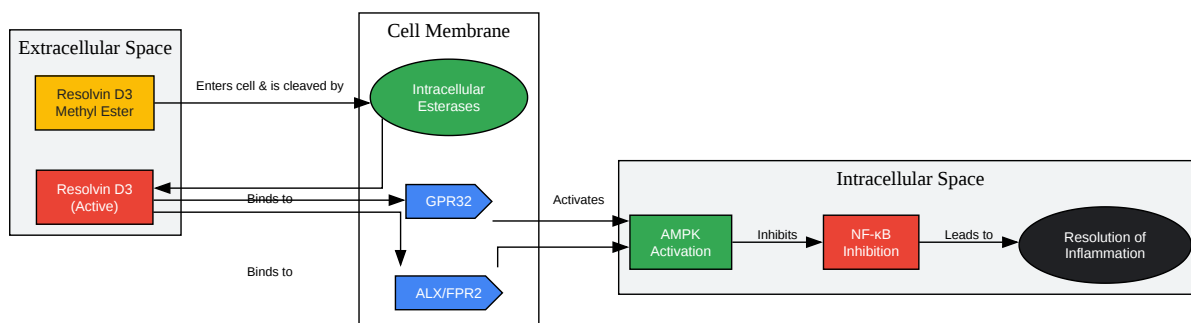 Extracellular Space
Cell Membrane
Resolvin D3
Methyl Ester
Enters cell & is cleaved by
Intracellular
Esterases
Resolvin D3
(Active)
Binds to
GPR32
Activates
Binds to
ALX/FPR2
Intracellular Space
AMPK
Activation
Inhibits
NF-κB
Inhibition
Leads to
Resolution of
Inflammation